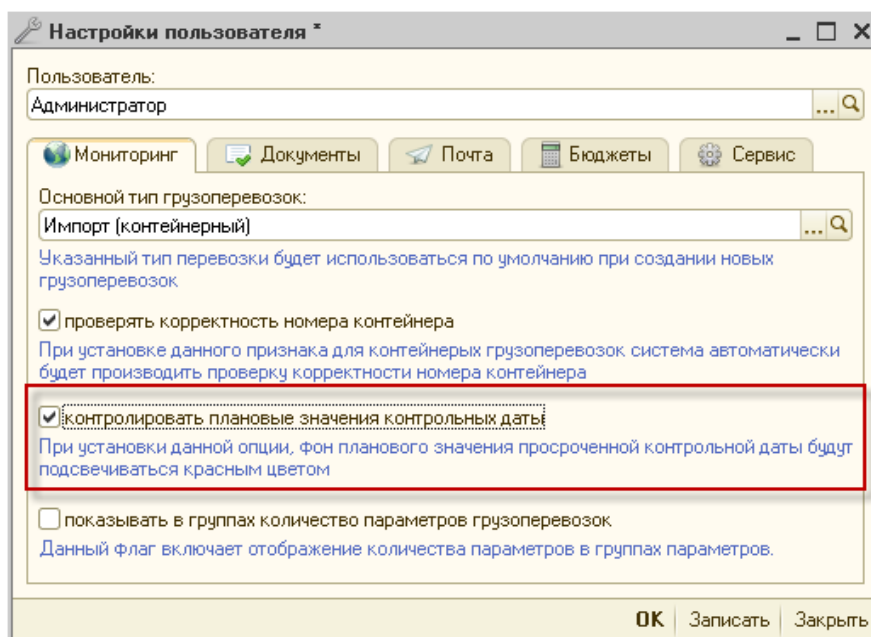 Настройки пользователя *
Пользователь:
Администратор
...
Мониторинг Документы Почта Бюджеты Сервис
Основной тип грузоперевозок:
Импорт (контейнерный)
...
Указанный тип перевозки будет использоваться по умолчанию при создании новых
грузоперевозок
проверять корректность номера контейнера
При установке данного признака для контейнерых грузоперевозок система автоматически
будет производить проверку корректности номера контейнера
контролировать плановые значения контрольных даты
При установки данной опции, фон планового значения просроченной контрольной даты будут
подсвечиваться красным цветом
показывать в группах количество параметров грузоперевозок
Данный флаг включает отображение количества параметров в группах параметров.
OK Записать Закрыть